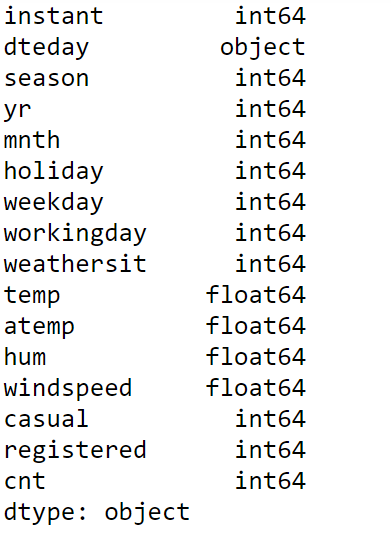 instant int64
dteday object
season int64
yr int64
mnth int64
holiday int64
weekday int64
workingday int64
weathersit int64
temp float64
atemp float64
hum float64
windspeed float64
casual int64
registered int64
cnt int64
dtype: object